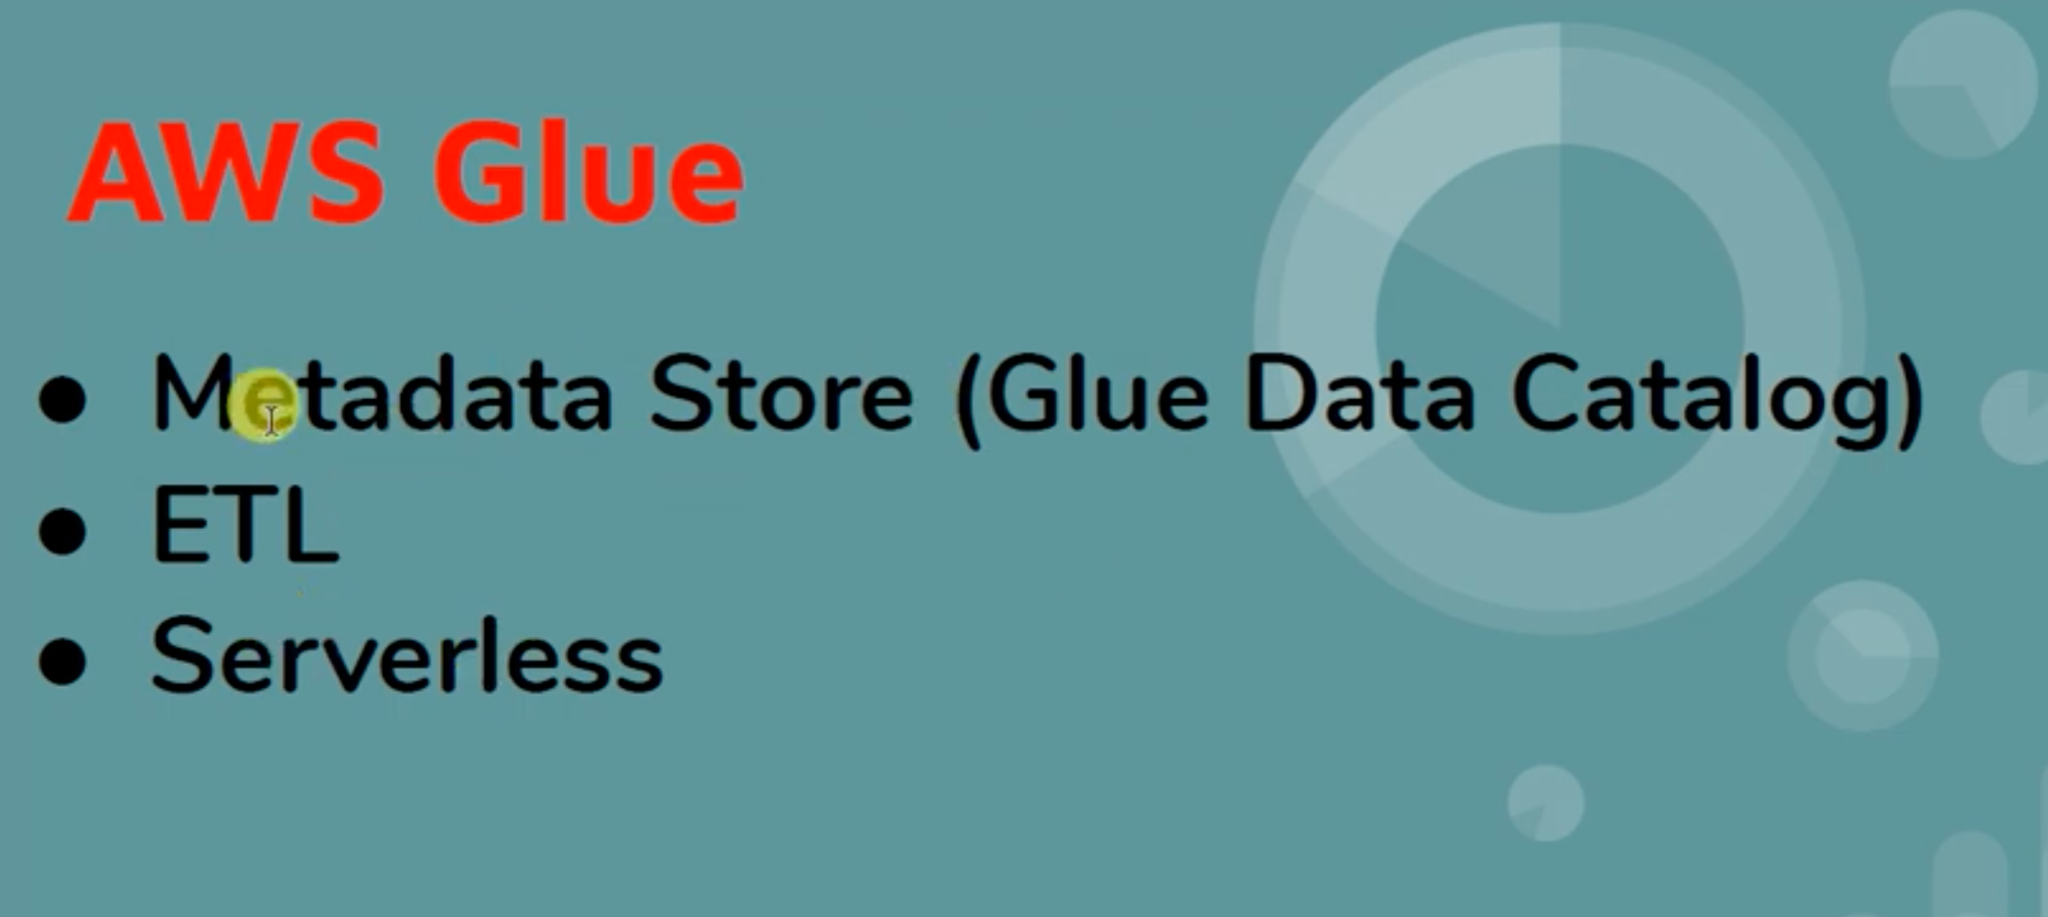 AWS Glue
● Metadata Store (Glue Data Catalog)
● ETL
● Serverless